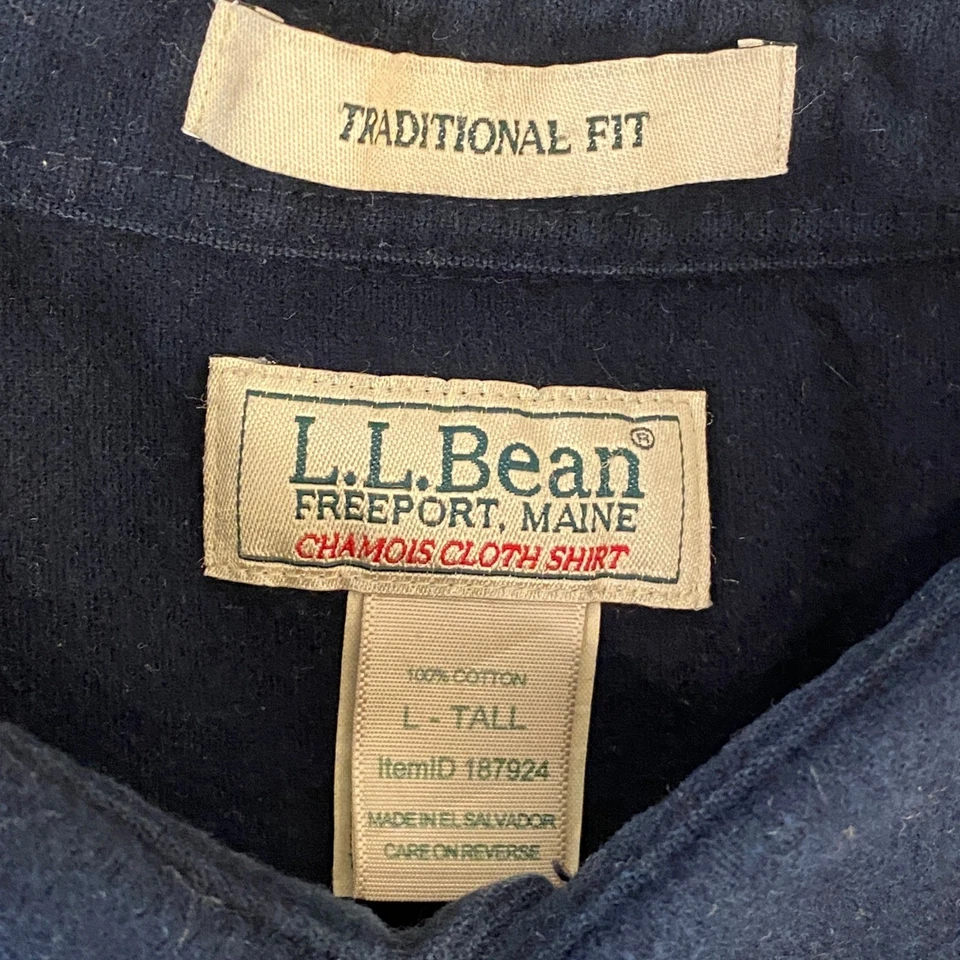 TRADITIONAL FIT
L.L.Bean®
FREEPORT, MAINE
CHAMOIS CLOTH SHIRT
100% COTTON
L - TALL
ItemID 187924
MADE IN EL SALVADOR
CARE ON REVERSE